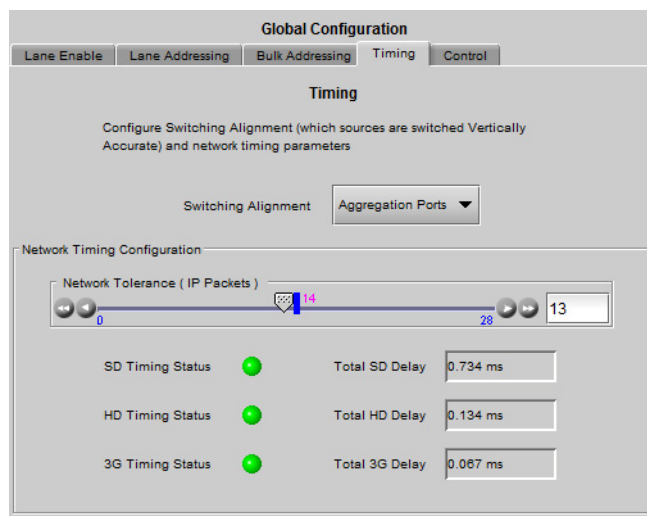 Global Configuration
Lane Enable Lane Addressing Bulk Addressing Timing Control
Timing
Configure Switching Alignment (which sources are switched Vertically
Accurate) and network timing parameters
Switching Alignment Aggregation Ports
Network Timing Configuration
Network Tolerance ( IP Packets )
14
0 28 13
SD Timing Status Total SD Delay 0.734 ms
HD Timing Status Total HD Delay 0.134 ms
3G Timing Status Total 3G Delay 0.067 ms